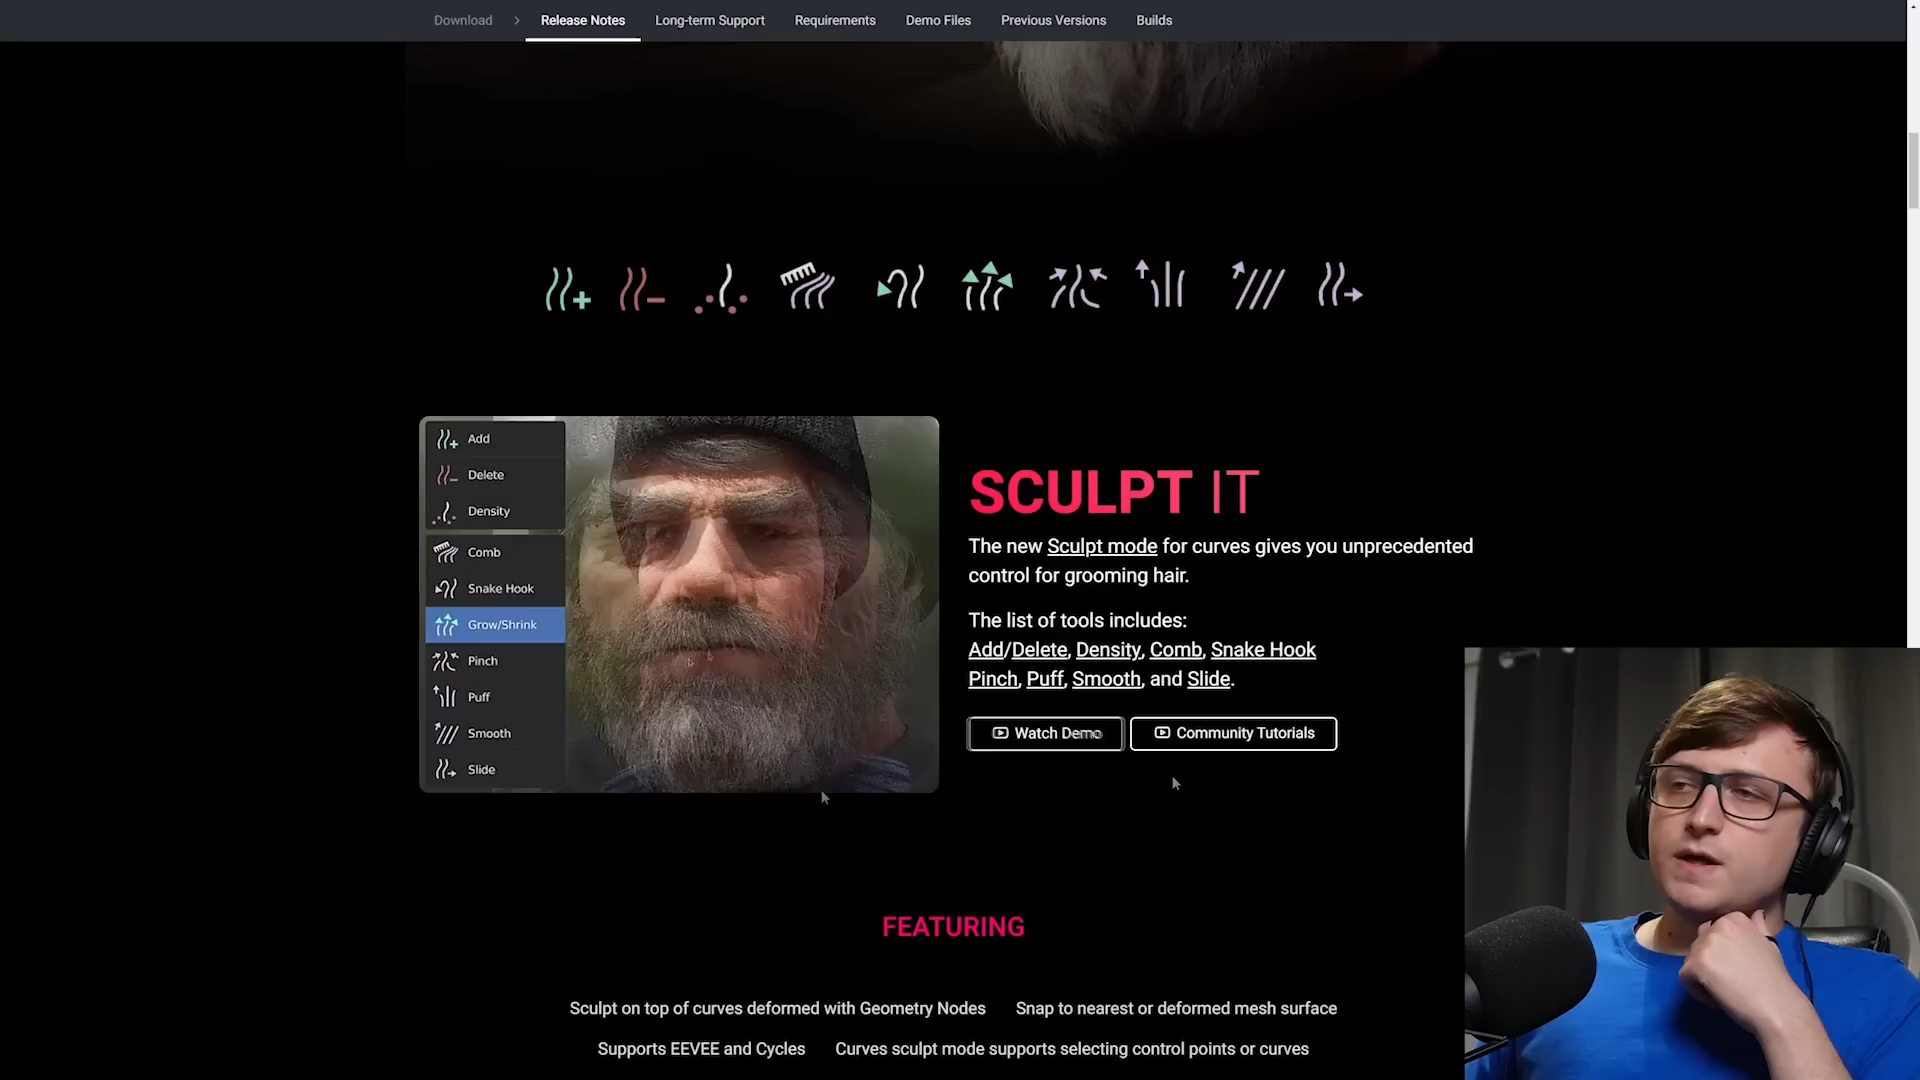 Download > Release Notes Long-term Support Requirements Demo Files Previous Versions Builds
Add
Delete
Density
Comb
Snake Hook
Grow/Shrink
Pinch
Puff
Smooth
Slide
SCULPT IT
The new Sculpt mode for curves gives you unprecedented
control for grooming hair.
The list of tools includes:
Add/Delete, Density, Comb, Snake Hook
Pinch, Puff, Smooth, and Slide.
Watch Demo Community Tutorials
FEATURING
Sculpt on top of curves deformed with Geometry Nodes Snap to nearest or deformed mesh surface
Supports EEVEE and Cycles Curves sculpt mode supports selecting control points or curves